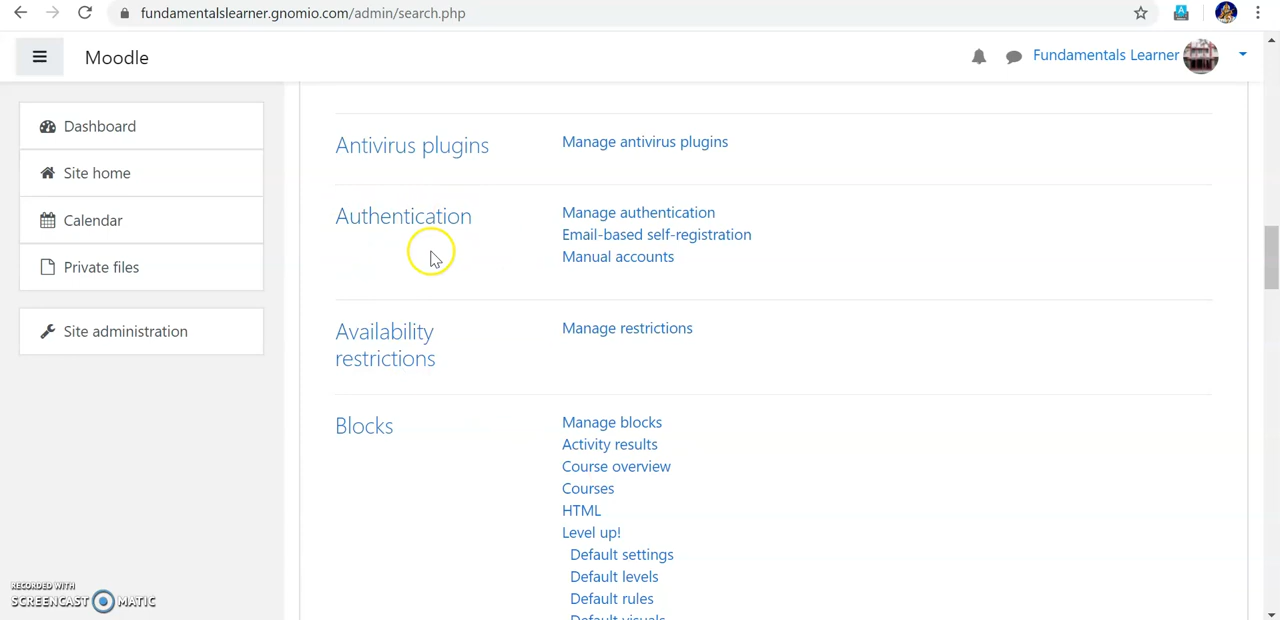 fundamentalslearner.gnomio.com/admin/search.php
Moodle
Fundamentals Learner
Dashboard
Site home
Calendar
Private files
Site administration
Antivirus plugins
Manage antivirus plugins
Authentication
Manage authentication
Email-based self-registration
Manual accounts
Availability
restrictions
Manage restrictions
Blocks
Manage blocks
Activity results
Course overview
Courses
HTML
Level up!
Default settings
Default levels
Default rules
Default visuals
RECORDED WITH
SCREENCAST MATIC